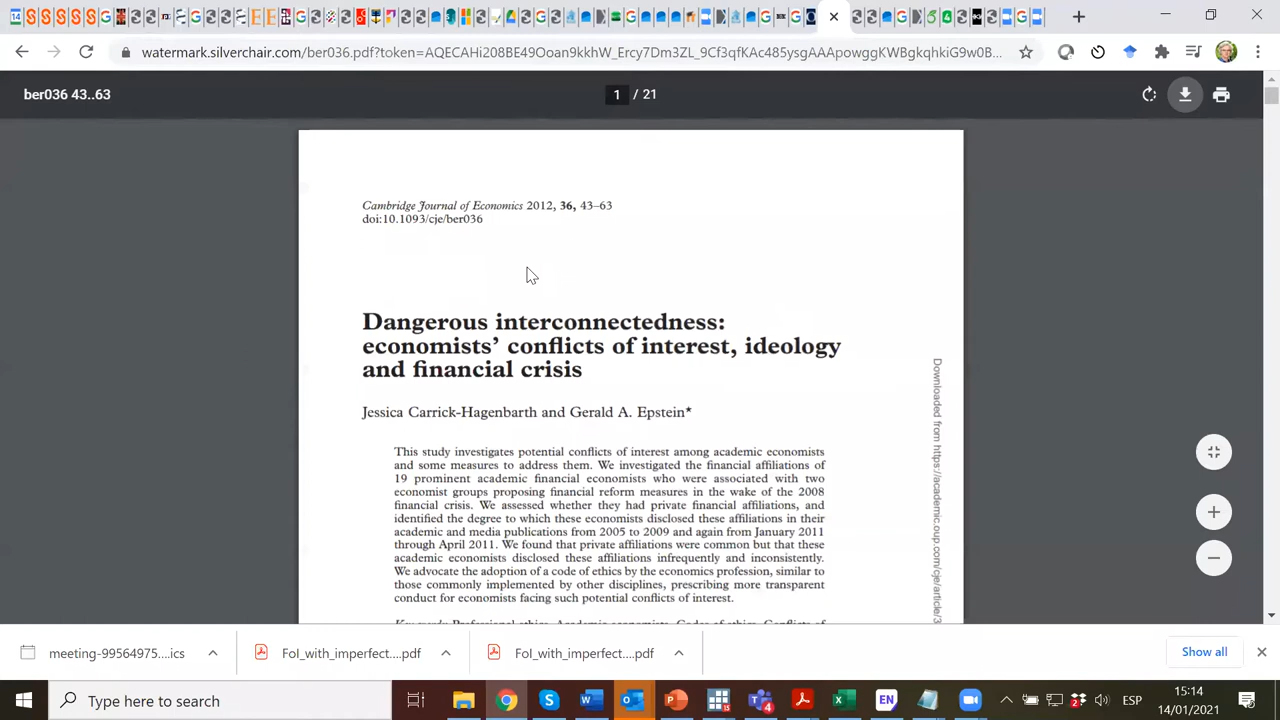 watermark.silverchair.com/ber036.pdf?token=AQECAHi208BE49Ooan9kkhW_Ercy7Dm3ZL_9Cf3qfKAc485ysgAAApowggKWBgkqhkiG9w0B...
ber036 43..63
1 / 21
Cambridge Journal of Economics 2012, 36, 43–63
doi:10.1093/cje/ber036
Dangerous interconnectedness:
economists’ conflicts of interest, ideology
and financial crisis
Jessica Carrick-Hagenbarth and Gerald A. Epstein*
This study investigates potential conflicts of interest among academic economists
and some measures to address them. We investigated the financial affiliations of
19 prominent academic financial economists who were associated with two
economist groups proposing financial reform measures in the wake of the 2008
financial crisis. We assessed whether they had private financial affiliations, and
identified the degree to which these economists disclosed these affiliations in their
academic and media publications from 2005 to 2009 and again from January 2011
through April 2011. We found that private affiliations were common but that these
academic economists disclosed these affiliations infrequently and inconsistently.
We advocate the adoption of a code of ethics by the economics profession, similar to
those commonly implemented by other disciplines, prescribing more transparent
conduct for economists facing such potential conflicts of interest.
Downloaded from https://academic.oup.com/cje/article/3
meeting-99564975....ics
FoI_with_imperfect....pdf
FoI_with_imperfect....pdf
Show all
Type here to search
EN
ESP
15:14
14/01/2021